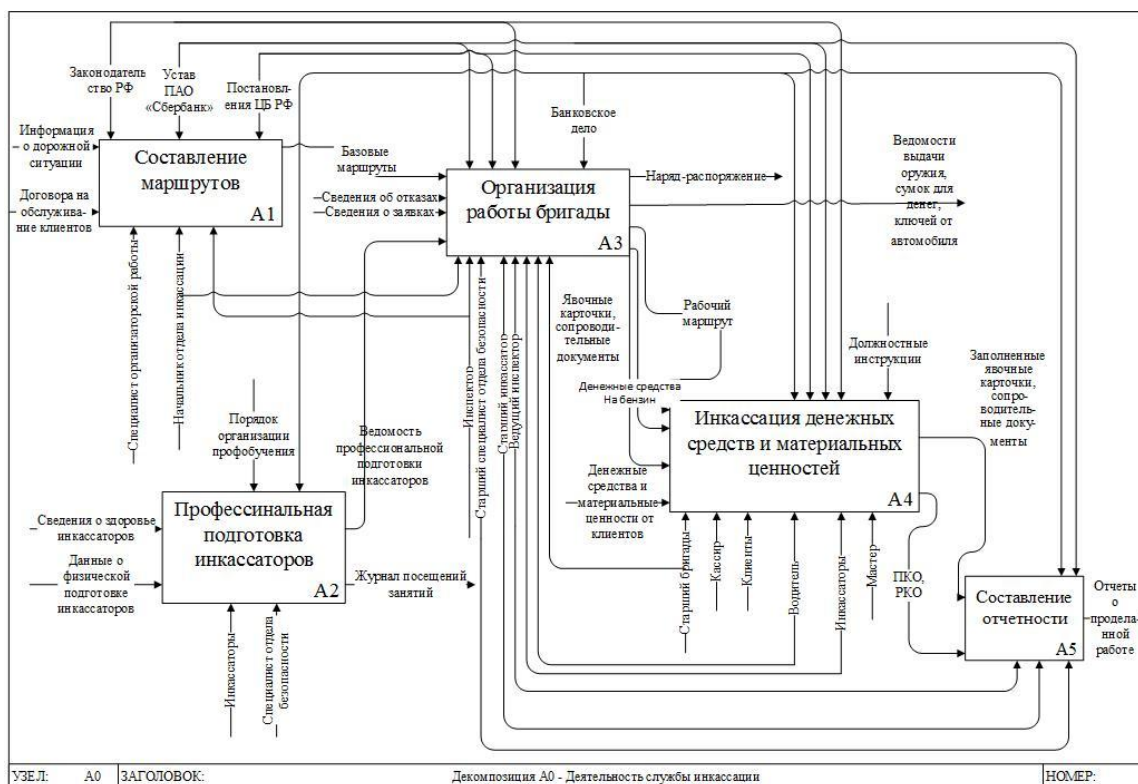 Законодатель
ство РФ
Устав
ПАО
«Сбербанк»
Постановл
ления ЦБ РФ
Банковское
дело
Информация
о дорожной
ситуации
Договора на
обслужива-
ние клиентов
Составление
маршрутов
A1
Базовые
маршруты
Сведения об отказах
Сведения о заявках
Организация
работы бригады
A3
Наряд-распоряжение
Ведомости
выдачи
оружия,
сумок для
денег,
ключей от
автомобиля
Специалист организаторской работы
Начальник отдела инкассации
Инспектор
Старший специалист отдела безопасности
Старший инкассатор
Ведущий инспектор
Явочные
карточки,
сопроводи-
тельные
документы
Рабочий
маршрут
Должностные
инструкции
Заполненные
явочные
карточки,
сопро-
водитель-
ные доку-
менты
Денежные средства
На бензин
Инкассация денежных
средств и материальных
ценностей
A4
Порядок
организации
профобучения
Ведомость
профессиональной
подготовки
инкассаторов
Денежные
средства и
материальные
ценности от
клиентов
Сведения о здоровье
инкассаторов
Данные о
физической
подготовке
инкассаторов
Професинальная
подготовка
инкассаторов
A2
Журнал посещений
занятий
Старший бригады
Кассир
Клиенты
Водитель
Инкассаторы
Мастер
ПКО,
РКО
Составление
отчетности
A5
Отчеты
о
продела-
нной
работе
Инкассаторы
Специалист отдела
безопасности
УЗЕЛ: A0 ЗАГОЛОВОК: Декомпозиция A0 - Деятельность службы инкассации НОМЕР: